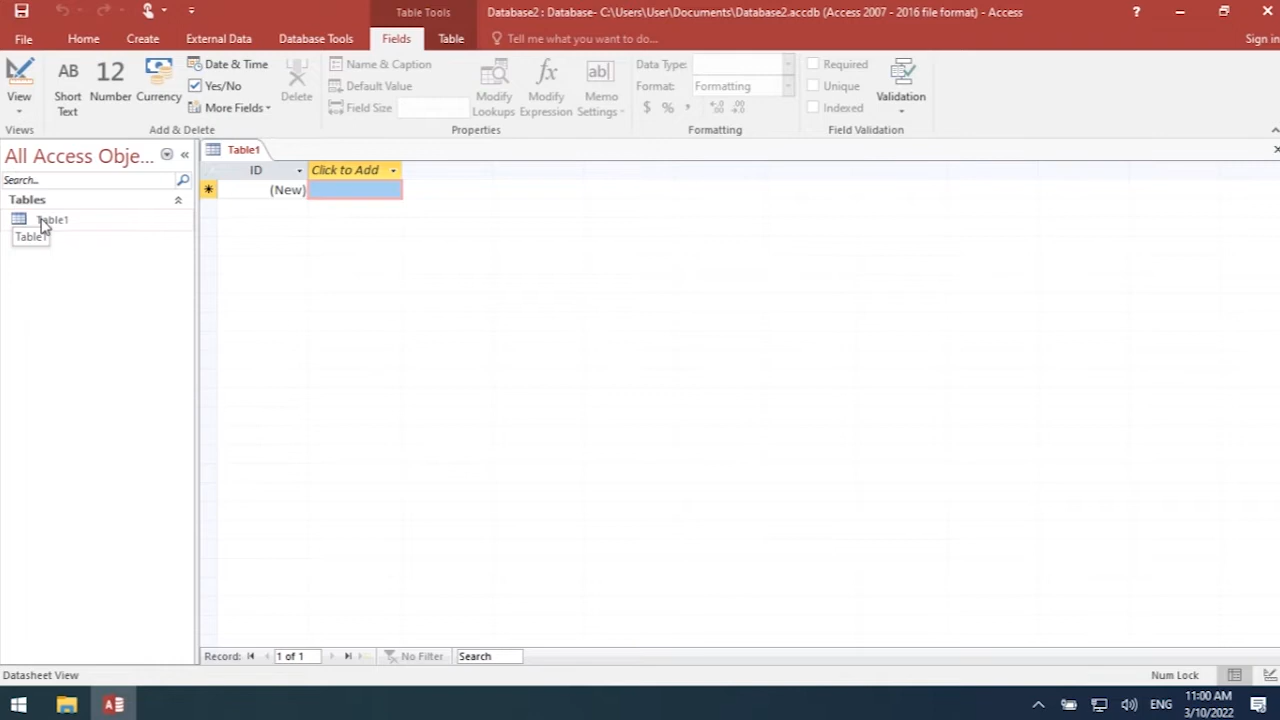 Table Tools
Database2 : Database- C:\Users\User\Documents\Database2.accdb (Access 2007 - 2016 file format) - Access
?
File
Home
Create
External Data
Database Tools
Fields
Table
Tell me what you want to do...
Sign in
View
AB
Short
Text
12
Number
Currency
Date & Time
Yes/No
More Fields
Delete
Name & Caption
Default Value
Field Size
Modify
Lookups
fx
Modify
Expression
ab
Memo
Settings
Data Type:
Format:
Formatting
$ % ,
Required
Unique
Indexed
Validation
Views
Add & Delete
Properties
Formatting
Field Validation
All Access Obje...
Search...
Tables
Table1
Table1
Table1
ID
Click to Add
(New)
Record:
1 of 1
No Filter
Search
Datasheet View
Num Lock
ENG
11:00 AM
3/10/2022